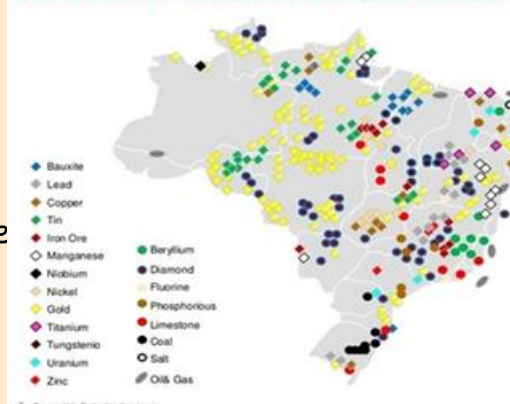 Bauxite
Lead
Copper
Tin
Iron Ore
Manganese
Niobium
Nickel
Gold
Titanium
Tungstenio
Uranium
Zinc
Beryllium
Diamond
Fluorine
Phosphorious
Limestone
Coal
Salt
Oil& Gas